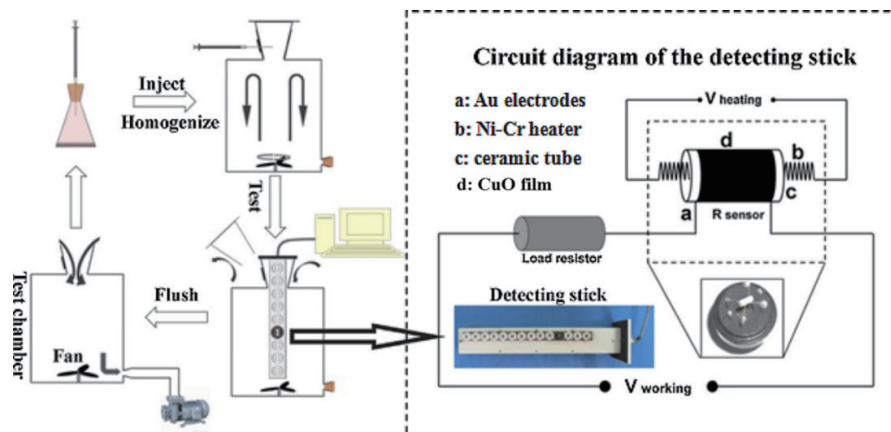 Inject
Homogenize
Test
Flush
Test chamber
Fan
Circuit diagram of the detecting stick
a: Au electrodes
b: Ni-Cr heater
c: ceramic tube
d: CuO film
V heating
d
b
c
a
R sensor
Load resistor
Detecting stick
V working